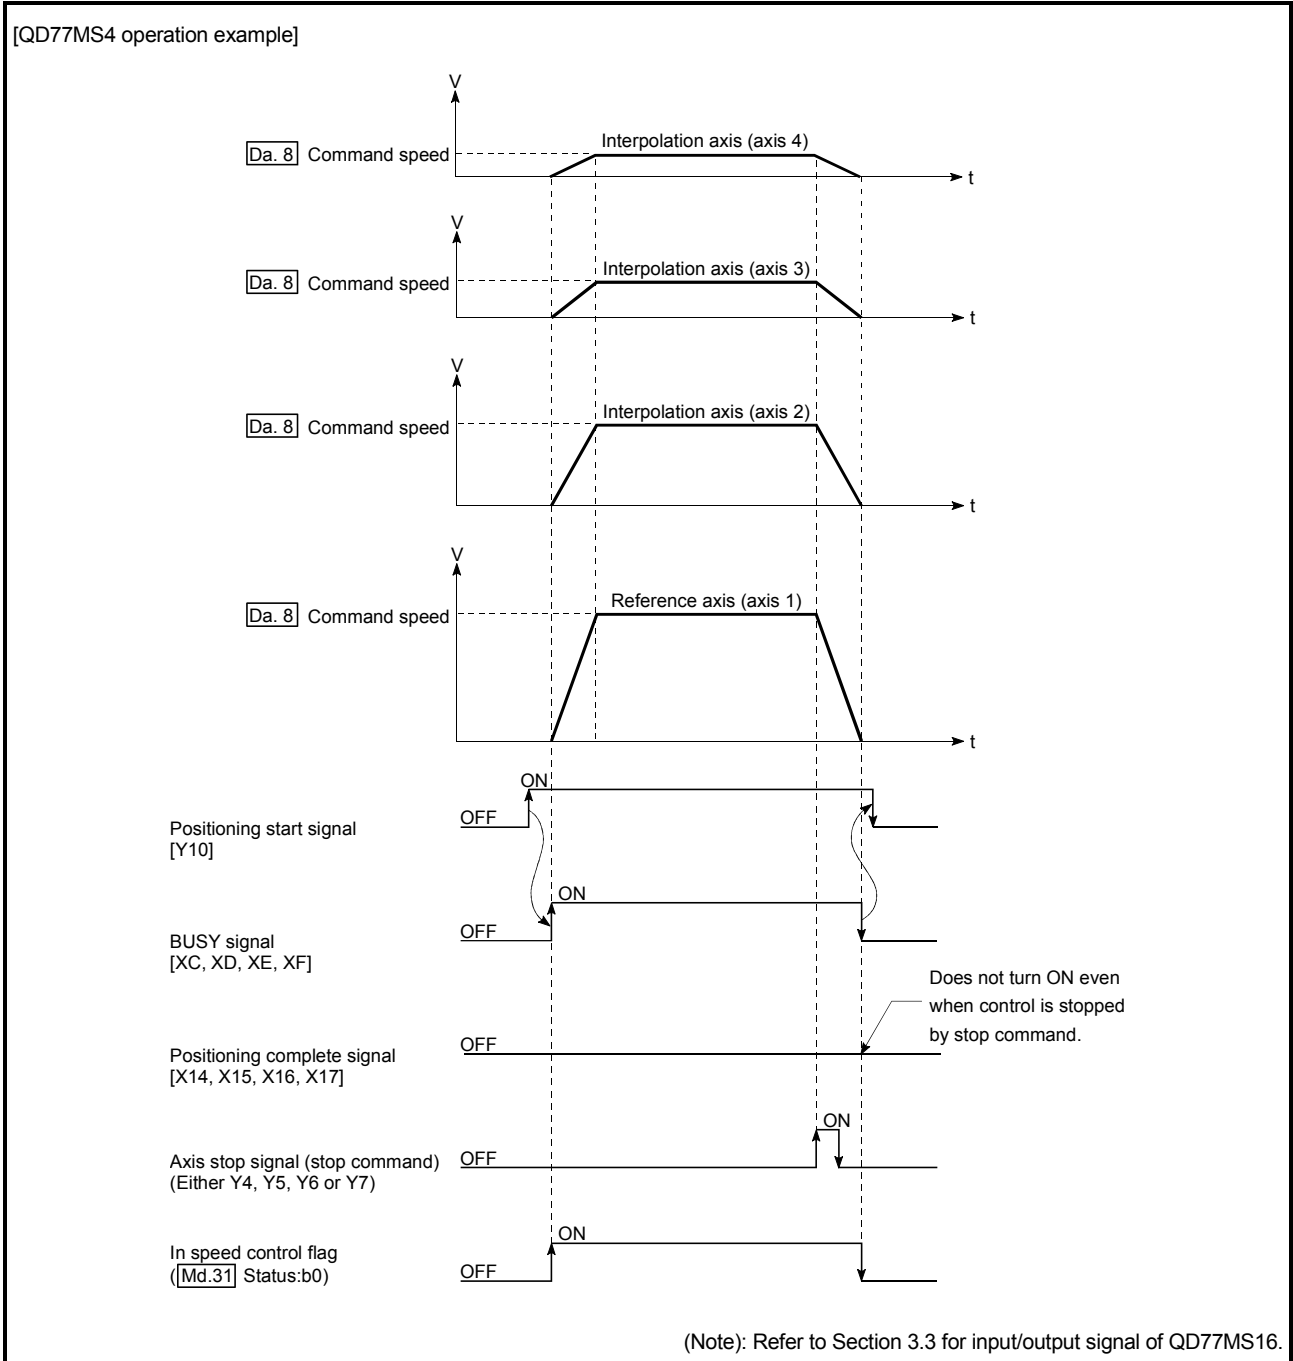 [QD77MS4 operation example]
V
Interpolation axis (axis 4)
Da. 8 Command speed
t
V
Interpolation axis (axis 3)
Da. 8 Command speed
t
V
Interpolation axis (axis 2)
Da. 8 Command speed
t
V
Reference axis (axis 1)
Da. 8 Command speed
t
ON
OFF
Positioning start signal
[Y10]
ON
OFF
BUSY signal
[XC, XD, XE, XF]
Does not turn ON even
when control is stopped
by stop command.
OFF
Positioning complete signal
[X14, X15, X16, X17]
ON
OFF
Axis stop signal (stop command)
(Either Y4, Y5, Y6 or Y7)
ON
In speed control flag
(Md.31 Status:b0)
OFF
(Note): Refer to Section 3.3 for input/output signal of QD77MS16.